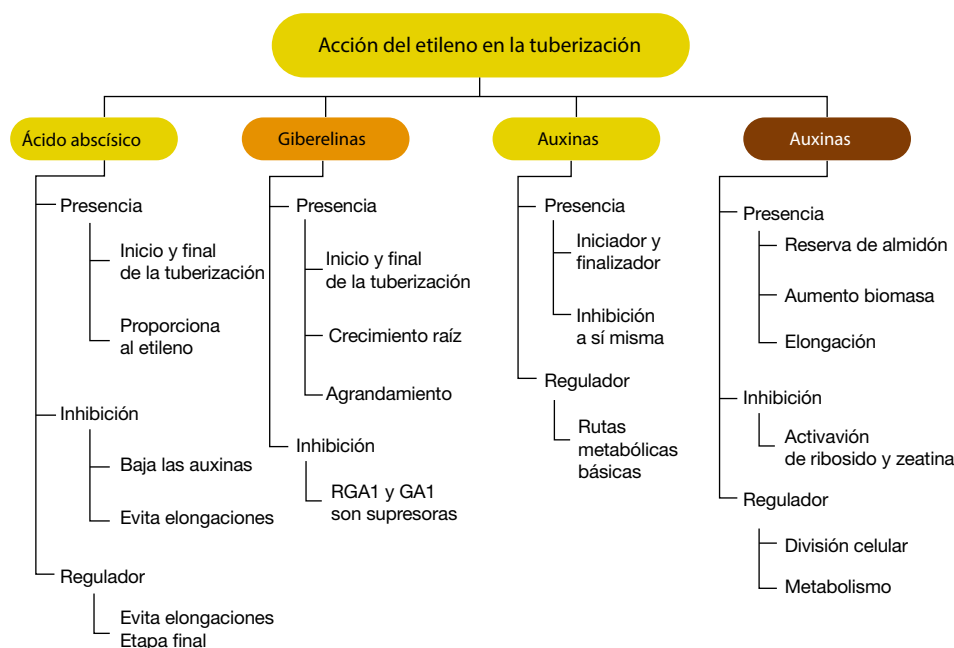 Acción del etileno en la tuberización
Ácido abscísico
Presencia
Inicio y final
de la tuberización
Proporciona
al etileno
Inhibición
Baja las auxinas
Evita elongaciones
Regulador
Evita elongaciones
Etapa final
Giberelinas
Presencia
Inicio y final
de la tuberización
Crecimiento raíz
Agrandamiento
Inhibición
RGA1 y GA1
son supresoras
Auxinas
Presencia
Iniciador y
finalizador
Inhibición
a sí misma
Regulador
Rutas
metabólicas
básicas
Auxinas
Presencia
Reserva de almidón
Aumento biomasa
Elongación
Inhibición
Activavión
de ribosido y zeatina
Regulador
División celular
Metabolismo